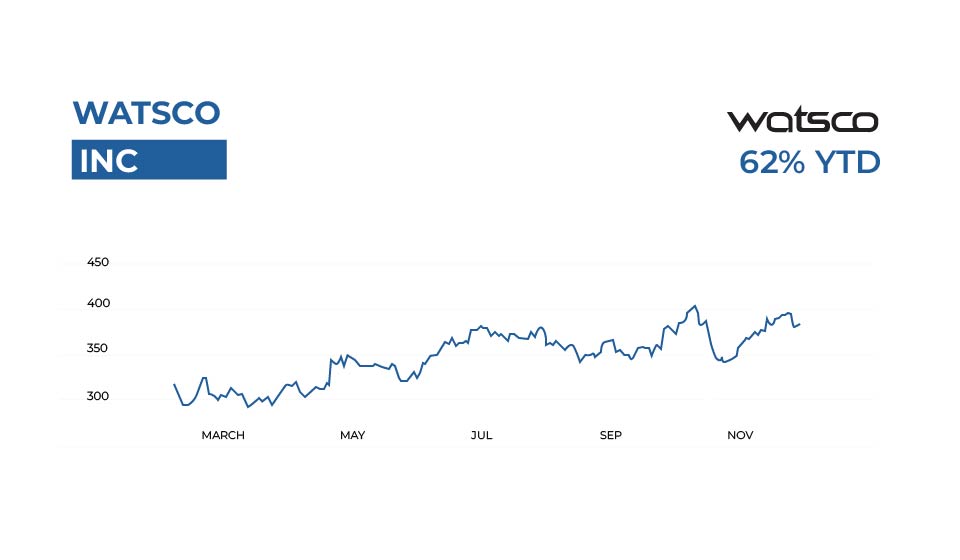 WATSCO
INC
watsco
62% YTD
450
400
350
300
MARCH MAY JUL SEP NOV